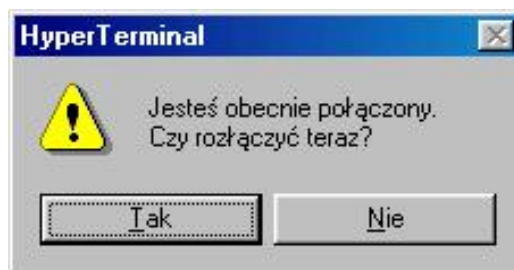 HyperTerminal
Jesteś obecnie połączony.
Czy rozłączyć teraz?
Tak
Nie